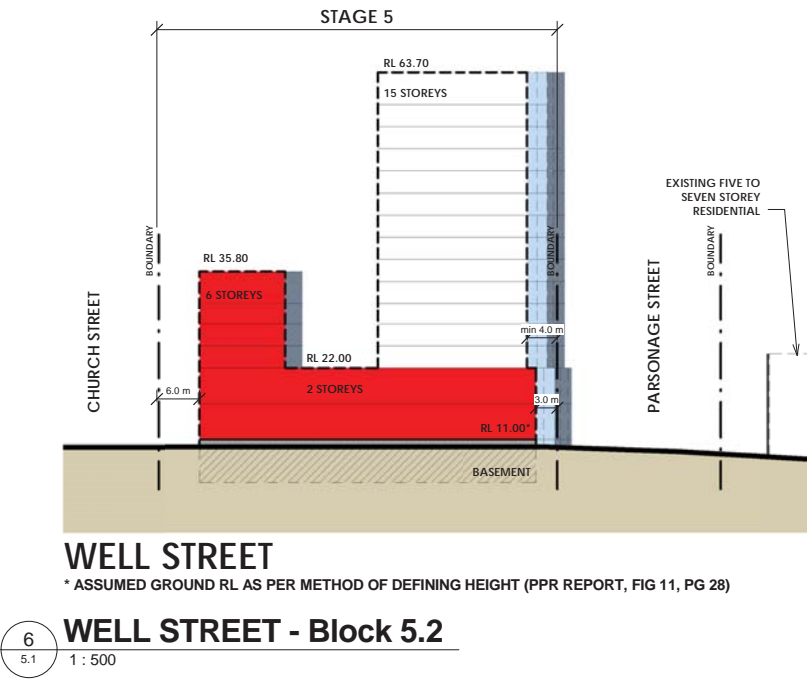 STAGE 5
RL 63.70
15 STOREYS
EXISTING FIVE TO
SEVEN STOREY
RESIDENTIAL
BOUNDARY
BOUNDARY
BOUNDARY
RL 35.80
6 STOREYS
CHURCH STREET
PARSONAGE STREET
min 4.0 m
RL 22.00
2 STOREYS
6.0 m
3.0 m
RL 11.00*
BASEMENT
WELL STREET
* ASSUMED GROUND RL AS PER METHOD OF DEFINING HEIGHT (PPR REPORT, FIG 11, PG 28)
6
5.1
WELL STREET - Block 5.2
1 : 500